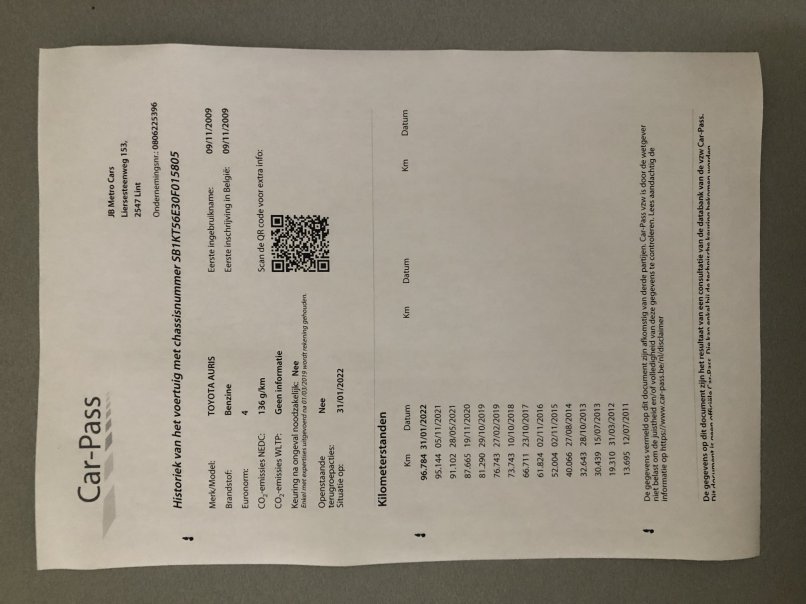 Car-Pass
JB Metro Cars
Liersesteenweg 153,
2547 Lint
Ondernemingsnr.: 0806225396
Historiek van het voertuig met chassisnummer SB1KT56E30F015805
Merk/Model: TOYOTA AURIS
Eerste ingebruikname: 09/11/2009
Brandstof: Benzine
Eerste inschrijving in België: 09/11/2009
Euronorm: 4
CO2-emissies NEDC: 136 g/km
Scan de QR code voor extra info:
CO2-emissies WLTP: Geen informatie
Keuring na ongeval noodzakelijk: Nee
Enkel met expertises uitgevoerd na 01/03/2019 wordt rekening gehouden.
Openstaande Nee
terugroepacties:
Situatie op: 31/01/2022
Kilometerstanden
Km Datum Km Datum Km Datum
96.784 31/01/2022
95.144 05/11/2021
91.102 28/05/2021
87.665 19/11/2020
81.290 29/10/2019
76.743 27/02/2019
73.743 10/10/2018
66.711 23/10/2017
61.824 02/11/2016
52.004 02/11/2015
40.066 27/08/2014
32.643 28/10/2013
30.439 15/07/2013
19.310 31/03/2012
13.695 12/07/2011
De gegevens vermeld op dit document zijn afkomstig van derde partijen. Car-Pass vzw is door de wetgever
niet belast om de juistheid en/of volledigheid van deze gegevens te controleren. Lees aandachtig de
informatie op https://www.car-pass.be/nl/disclaimer
De gegevens op dit document zijn het resultaat van een consultatie van de databank van de vzw Car-Pass.
Dit document is geen officiële Car-Pass. Die kan enkel bij de technische keuring bekomen worden